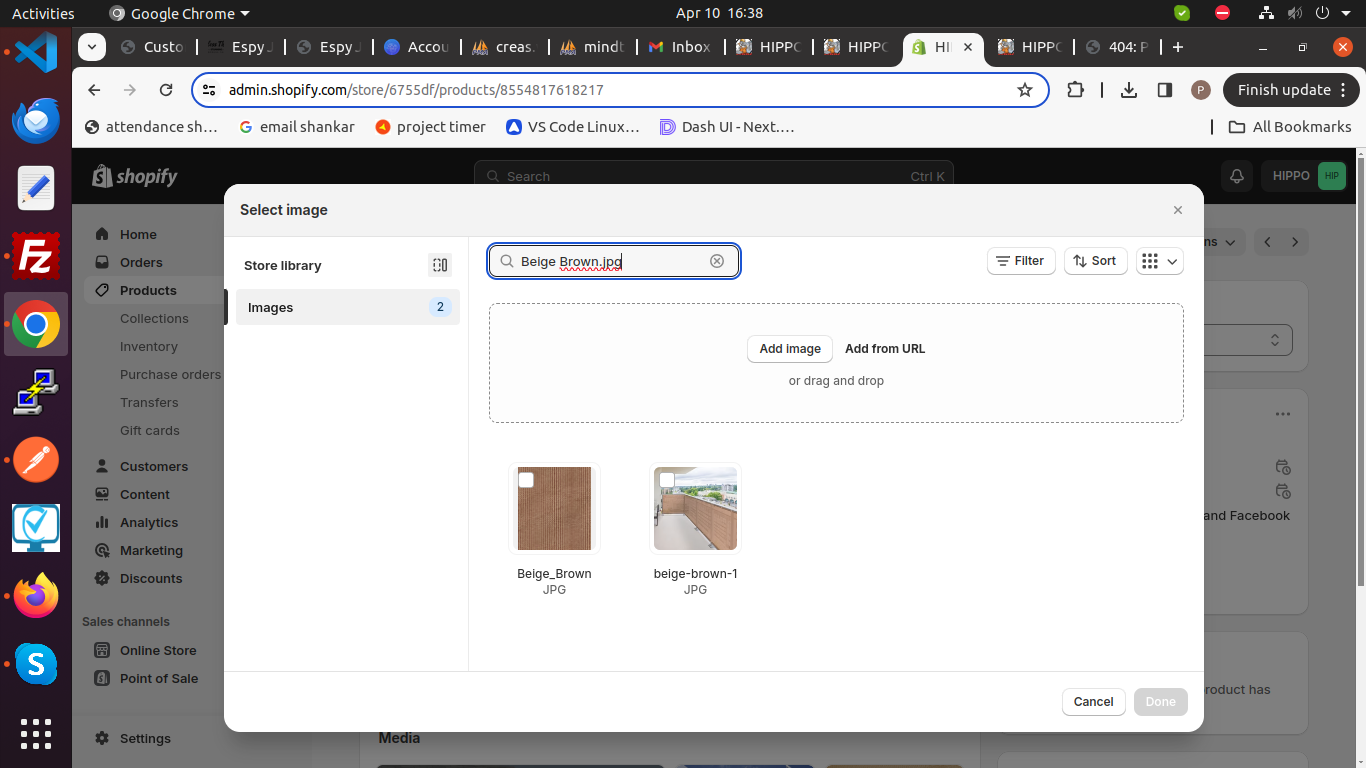 Activities Google Chrome Apr 10 16:38
Custo Espy Espy Accou creas. mindt Inbox HIPPO HIPPO HI HIPPO 404: P
admin.shopify.com/store/6755df/products/8554817618217 P Finish update
attendance sh... email shankar project timer VS Code Linux... Dash UI - Next.... All Bookmarks
shopify Search Ctrl K HIPPO HIP
Select image
Home
Orders
Products
Collections
Inventory
Purchase orders
Transfers
Gift cards
Customers
Content
Analytics
Marketing
Discounts
Sales channels
Online Store
Point of Sale
Settings
Store library
Images 2
Beige Brown.jpg Filter Sort
Add image Add from URL
or drag and drop
Beige_Brown
JPG
beige-brown-1
JPG
Cancel Done
ns
and Facebook
roduct has
Media